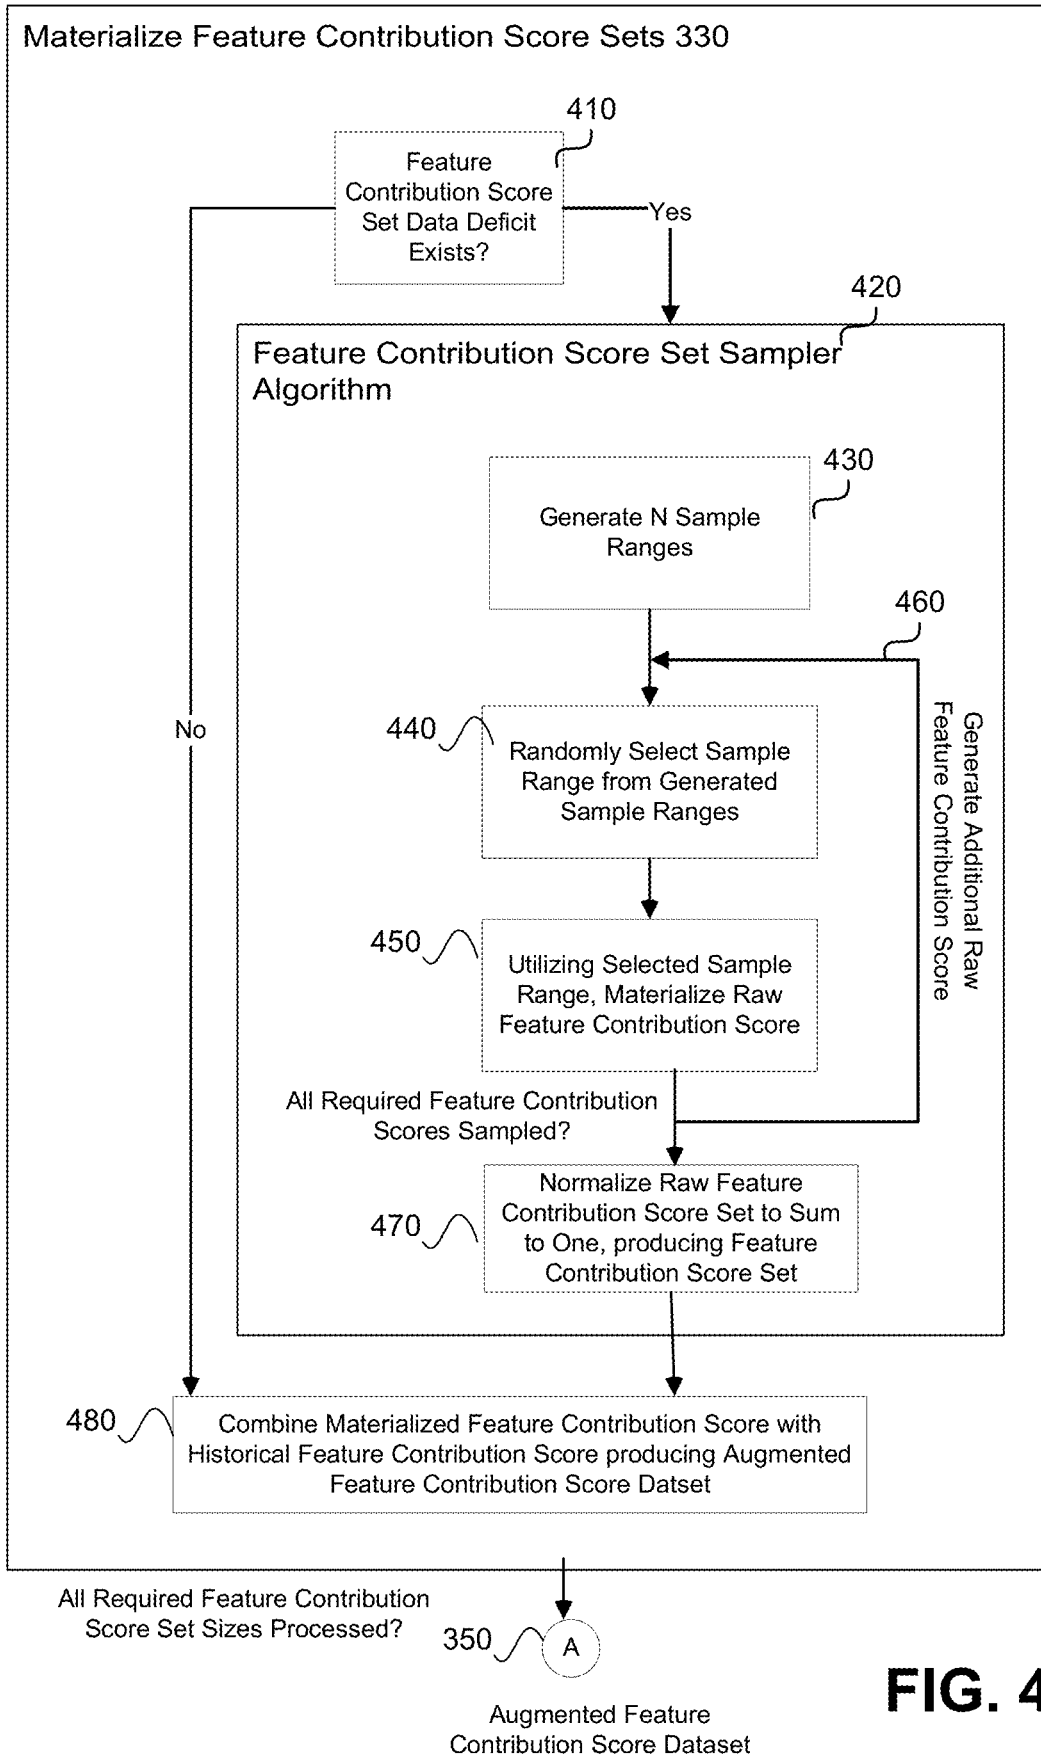 Materialize Feature Contribution Score Sets 330
410
Feature
Contribution Score
Set Data Deficit
Exists?
Yes
420
Feature Contribution Score Set Sampler
Algorithm
430
Generate N Sample
Ranges
460
No
440
Randomly Select Sample
Range from Generated
Sample Ranges
Generate Additional Raw
Feature Contribution Score
450
Utilizing Selected Sample
Range, Materialize Raw
Feature Contribution Score
All Required Feature Contribution
Scores Sampled?
470
Normalize Raw Feature
Contribution Score Set to Sum
to One, producing Feature
Contribution Score Set
480
Combine Materialized Feature Contribution Score with
Historical Feature Contribution Score producing Augmented
Feature Contribution Score Datset
All Required Feature Contribution
Score Set Sizes Processed?
350
A
FIG. 4
Augmented Feature
Contribution Score Dataset